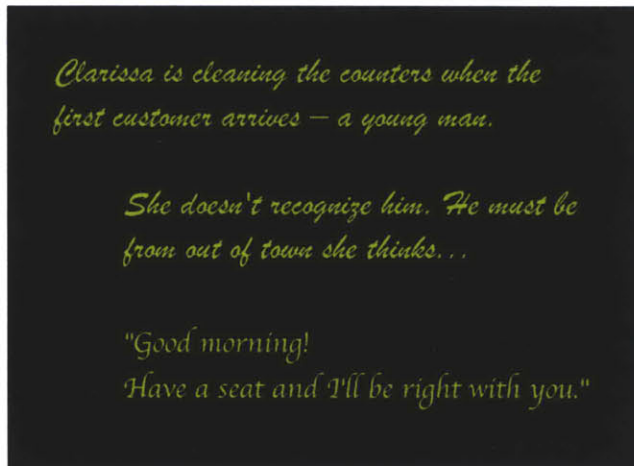 Clarissa is cleaning the counters when the
first customer arrives – a young man.
She doesn't recognize him. He must be
from out of town she thinks...
"Good morning!
Have a seat and I'll be right with you."